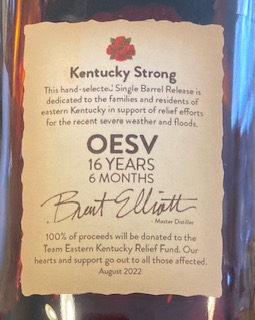 Kentucky Strong
This hand-selected Single Barrel Release is
dedicated to the families and residents of
eastern Kentucky in support of relief efforts
for the recent severe weather and floods.
OESV
16 YEARS
6 MONTHS
Brent Elliott
- Master Distiller
100% of proceeds will be donated to the
Team Eastern Kentucky Relief Fund. Our
hearts and support go out to all those affected.
August 2022